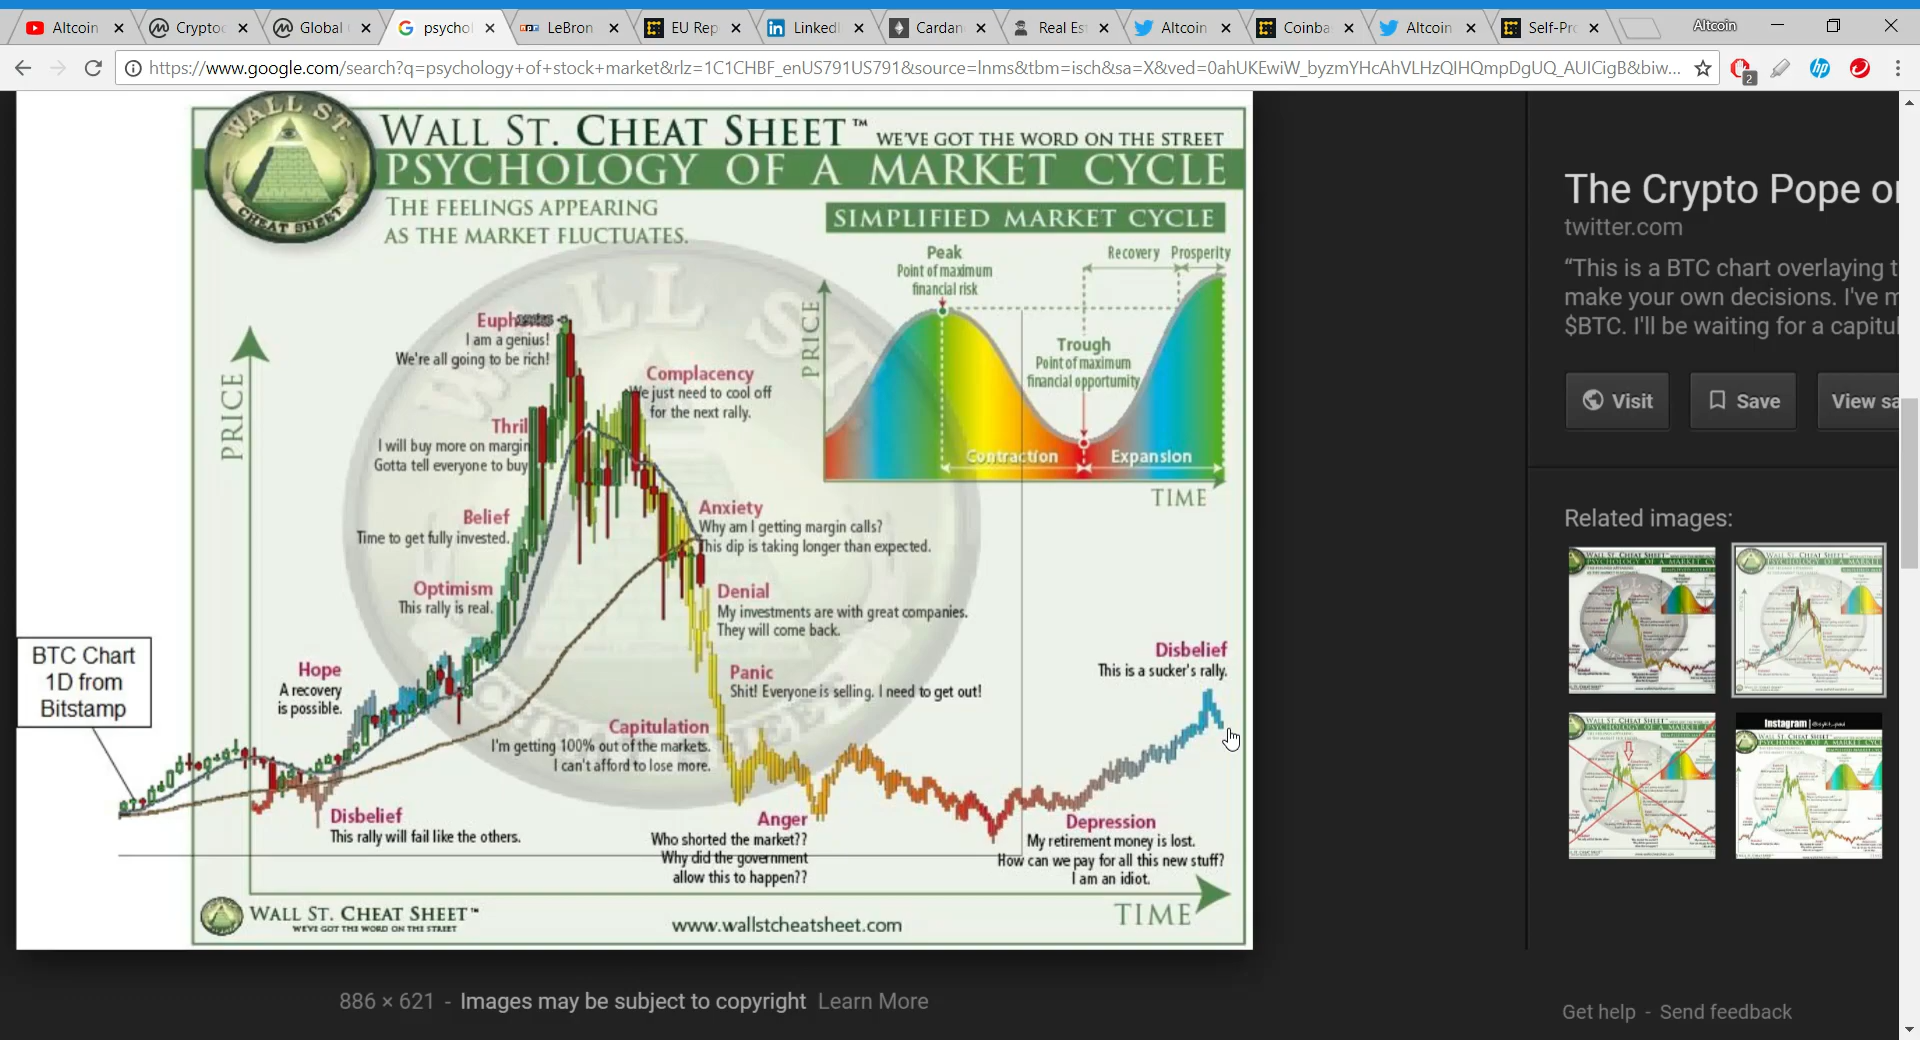 Altcoin
Cryptoc
Global
psychol
LeBron
EU Rep
LinkedI
Cardan
Real Es
Altcoin
Coinba
Altcoin
Self-Pro
Altcoin
https://www.google.com/search?q=psychology+of+stock+market&rlz=1C1CHBF_enUS791US791&source=lnms&tbm=isch&sa=X&ved=0ahUKEwiW_byzmYHcAhVLHzQIHQmpDgUQ_AUICigB&biw...
2
WALL ST.
CHEAT SHEET
WALL ST. CHEAT SHEET™ WE'VE GOT THE WORD ON THE STREET
PSYCHOLOGY OF A MARKET CYCLE
THE FEELINGS APPEARING
AS THE MARKET FLUCTUATES.
SIMPLIFIED MARKET CYCLE
Peak
Point of maximum
financial risk
Recovery Prosperity
PRICE
Trough
Point of maximum
financial opportunity
Contraction
Expansion
TIME
PRICE
I am a genius!
We're all going to be rich!
Complacency
We just need to cool off
for the next rally.
Thril
I will buy more on margin
Gotta tell everyone to buy
Belief
Time to get fully invested.
Anxiety
Why am I getting margin calls?
This dip is taking longer than expected.
Optimism
This rally is real.
Denial
My investments are with great companies.
They will come back.
Hope
A recovery
is possible.
Panic
Shit! Everyone is selling. I need to get out!
Disbelief
This is a sucker's rally.
BTC Chart
1D from
Bitstamp
Capitulation
I'm getting 100% out of the markets.
I can't afford to lose more.
Disbelief
This rally will fail like the others.
Anger
Who shorted the market??
Why did the government
allow this to happen??
Depression
My retirement money is lost.
How can we pay for all this new stuff?
I am an idiot.
TIME
WALL ST. CHEAT SHEET™
WE'VE GOT THE WORD ON THE STREET
www.wallstcheatsheet.com
886 × 621 - Images may be subject to copyright Learn More
The Crypto Pope o
twitter.com
“This is a BTC chart overlaying t
make your own decisions. I've m
$BTC. I'll be waiting for a capitul
Visit
Save
View sa
Related images:
Get help - Send feedback